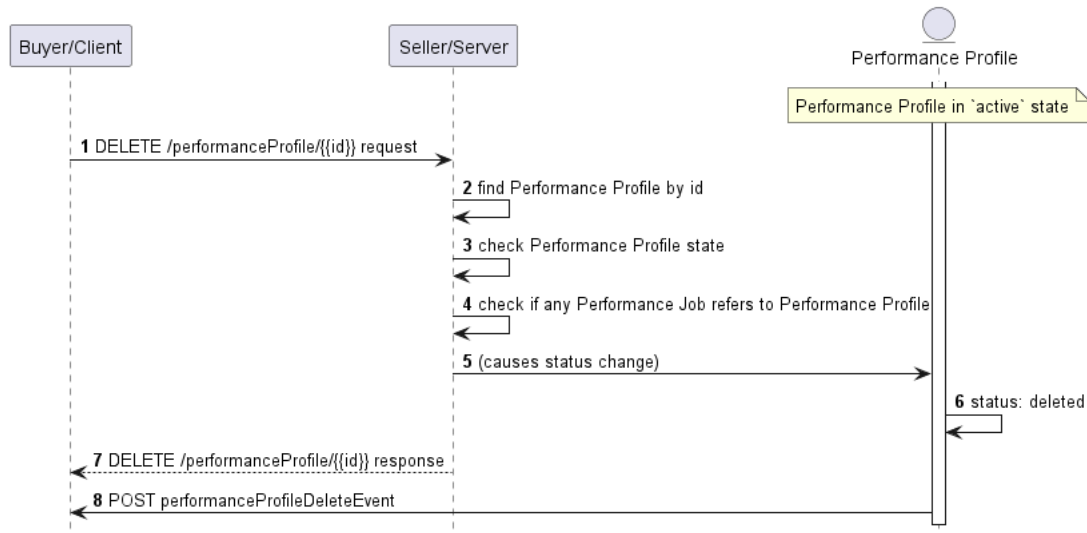 Buyer/Client
Seller/Server
Performance Profile
Performance Profile in `active` state
1 DELETE /performanceProfile/{{id}} request
2 find Performance Profile by id
3 check Performance Profile state
4 check if any Performance Job refers to Performance Profile
5 (causes status change)
6 status: deleted
7 DELETE /performanceProfile/{{id}} response
8 POST performanceProfileDeleteEvent